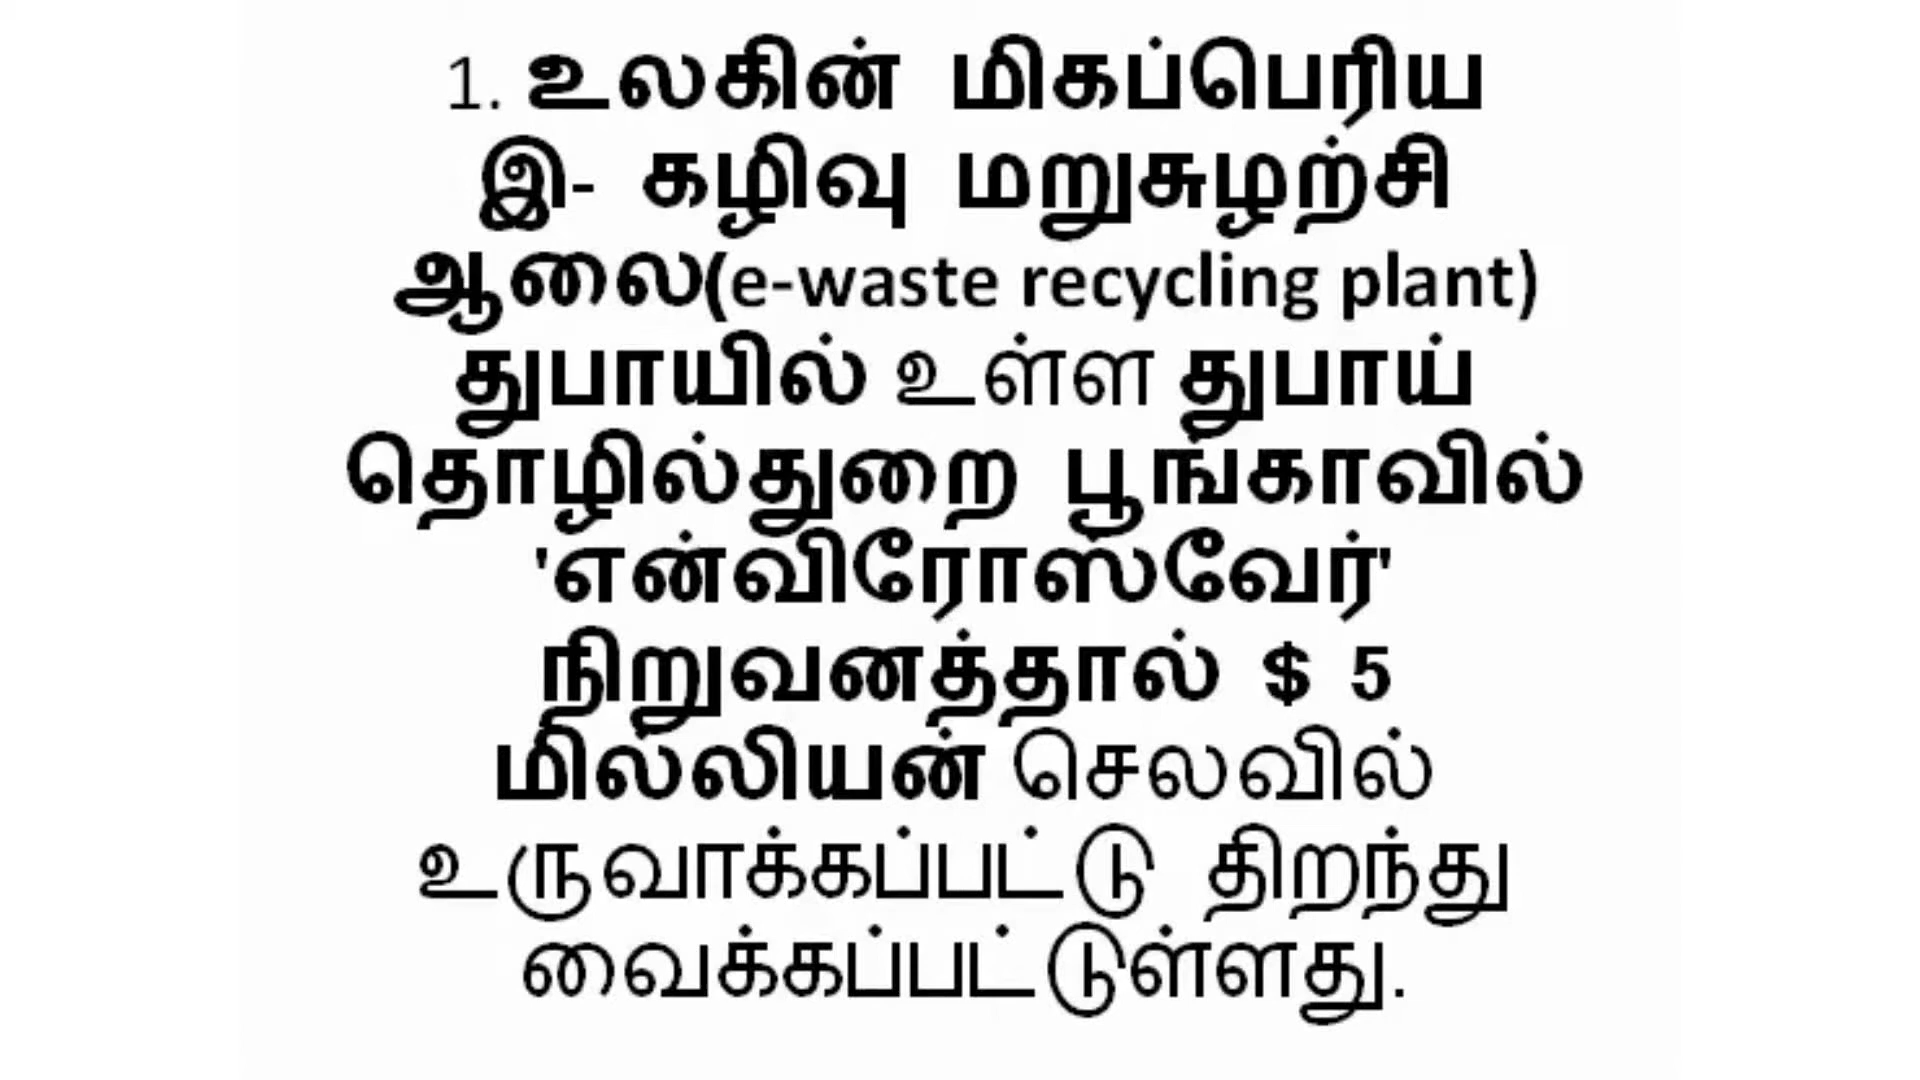 1. உலகின் மிகப்பெரிய
இ- கழிவு மறுசுழற்சி
ஆலை(e-waste recycling plant)
துபாயில் உள்ள துபாய்
தொழில்துறை பூங்காவில்
'என்விரோஸ்வேர்'
நிறுவனத்தால் $ 5
மில்லியன் செலவில்
உருவாக்கப்பட்டு திறந்து
வைக்கப்பட்டுள்ளது.